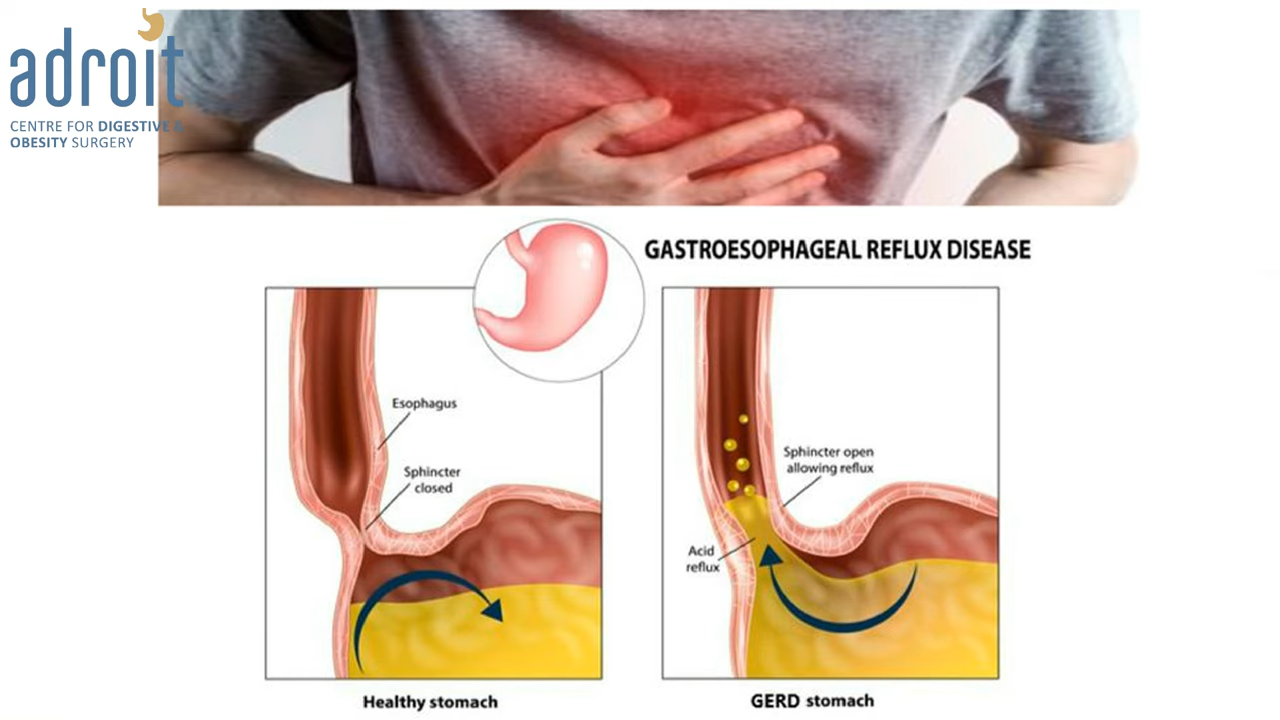 adroit
CENTRE FOR DIGESTIVE &
OBESITY SURGERY
GASTROESOPHAGEAL REFLUX DISEASE
Esophagus
Sphincter
closed
Healthy stomach
Sphincter open
allowing reflux
Acid
reflux
GERD stomach